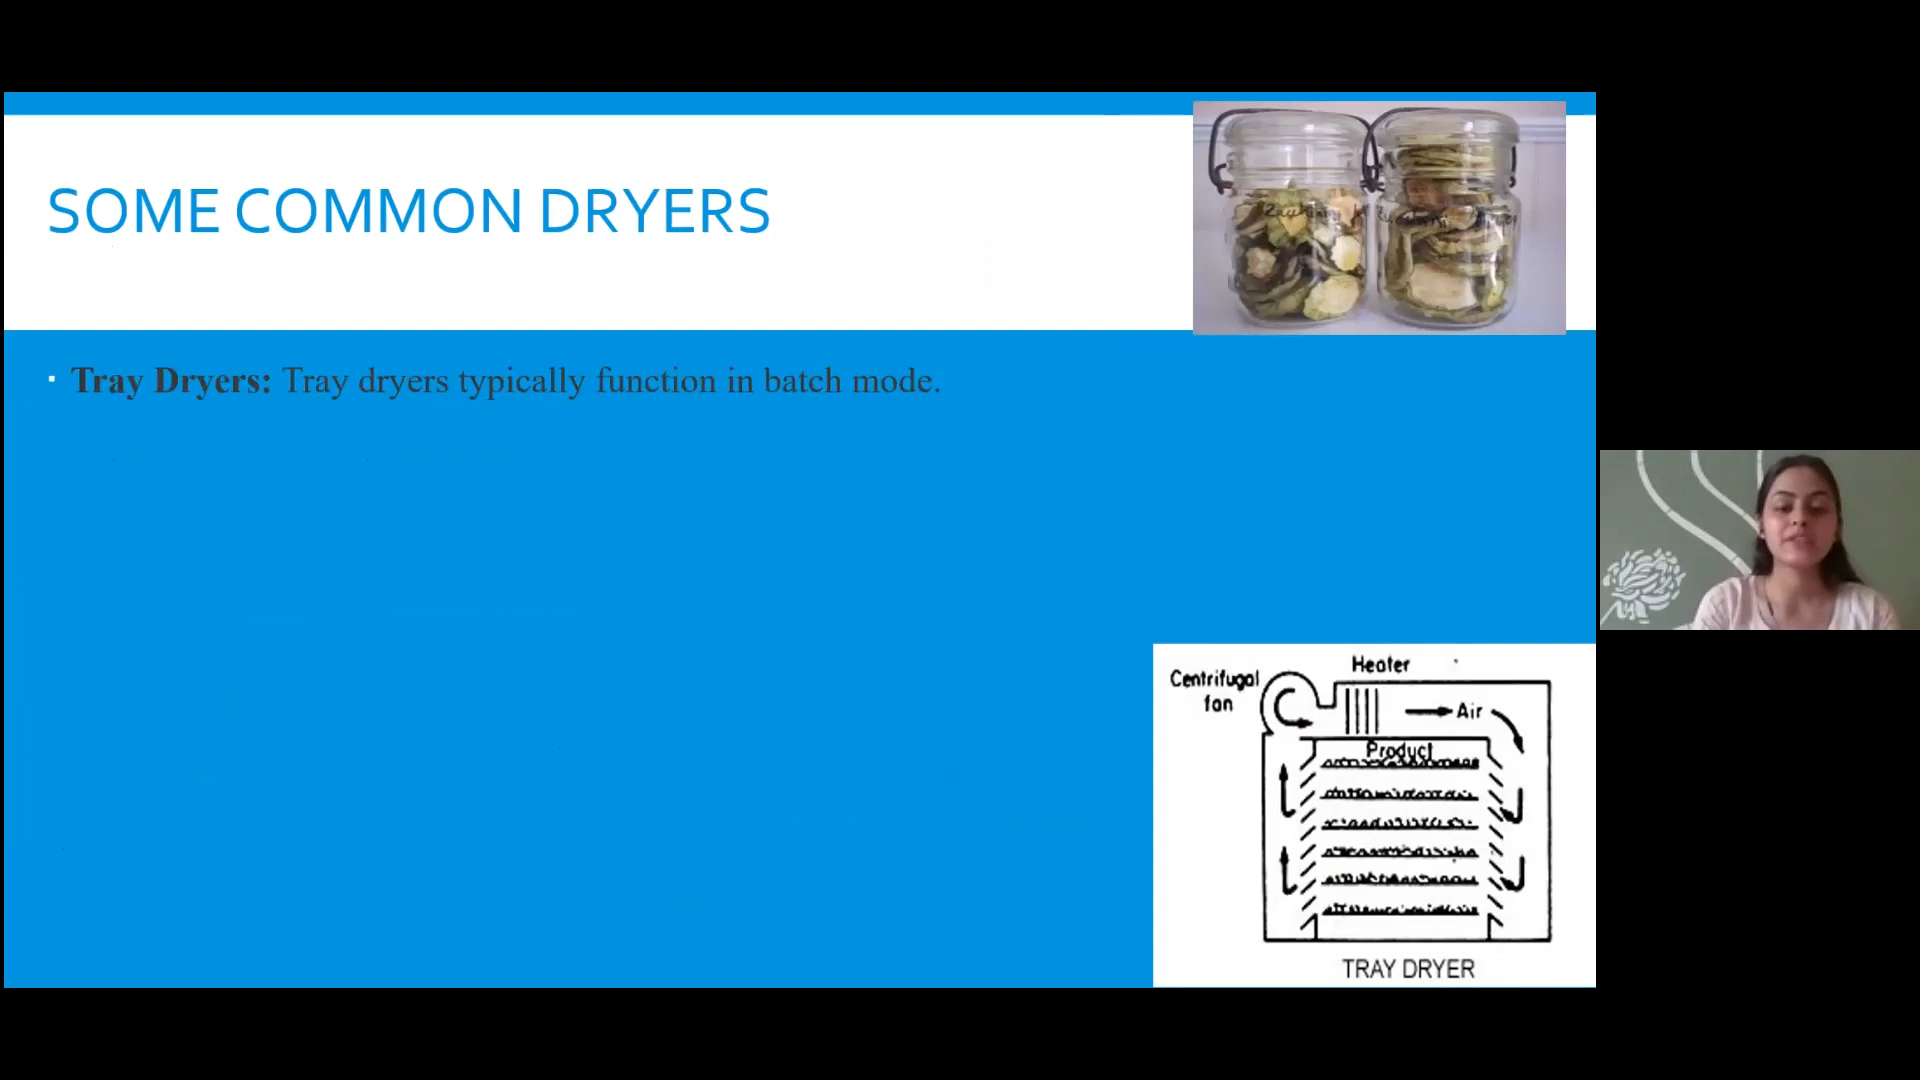 SOME COMMON DRYERS
Zucchini
▪ Tray Dryers: Tray dryers typically function in batch mode.
Heater
Centrifugal
fan
Air
Product
TRAY DRYER